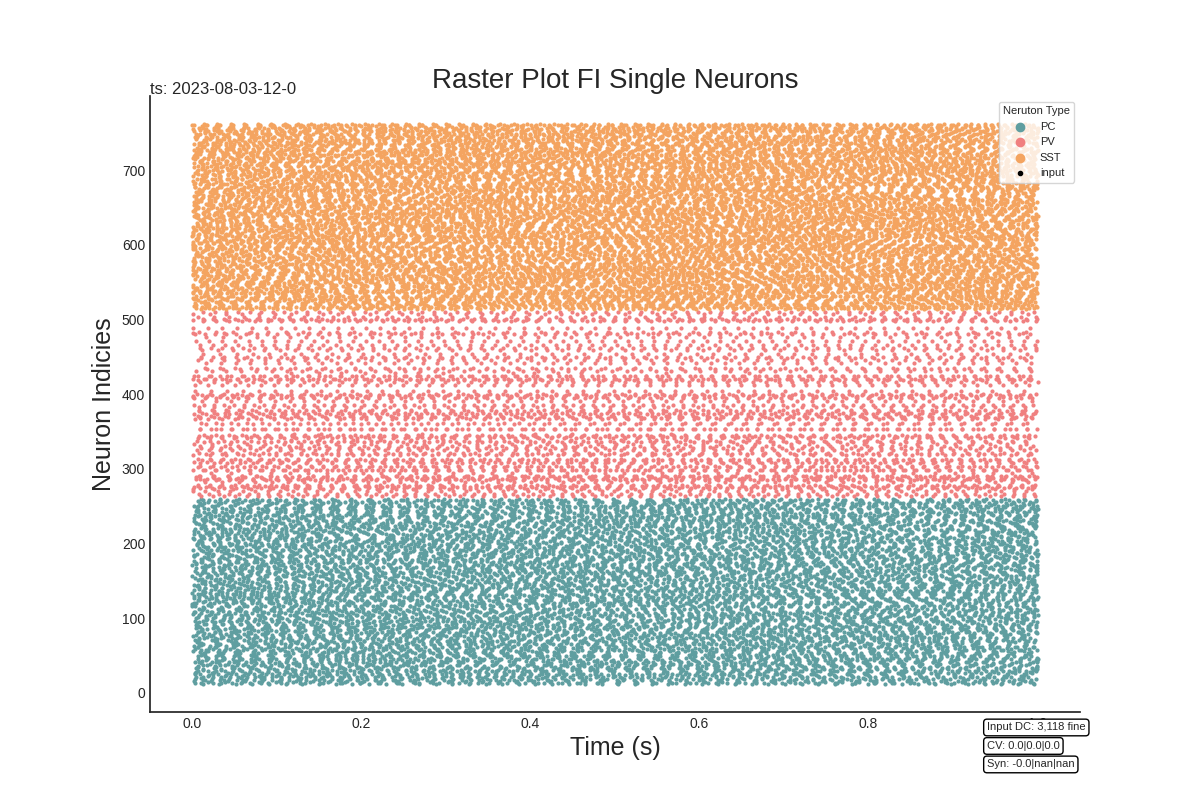 Raster Plot FI Single Neurons
ts: 2023-08-03-12-0
Neruton Type
PC
PV
SST
input
Neuron Indicies
700
600
500
400
300
200
100
0
0.0 0.2 0.4 0.6 0.8
Time (s)
Input DC: 3,118 fine
CV: 0.0|0.0|0.0
Syn: -0.0|nan|nan